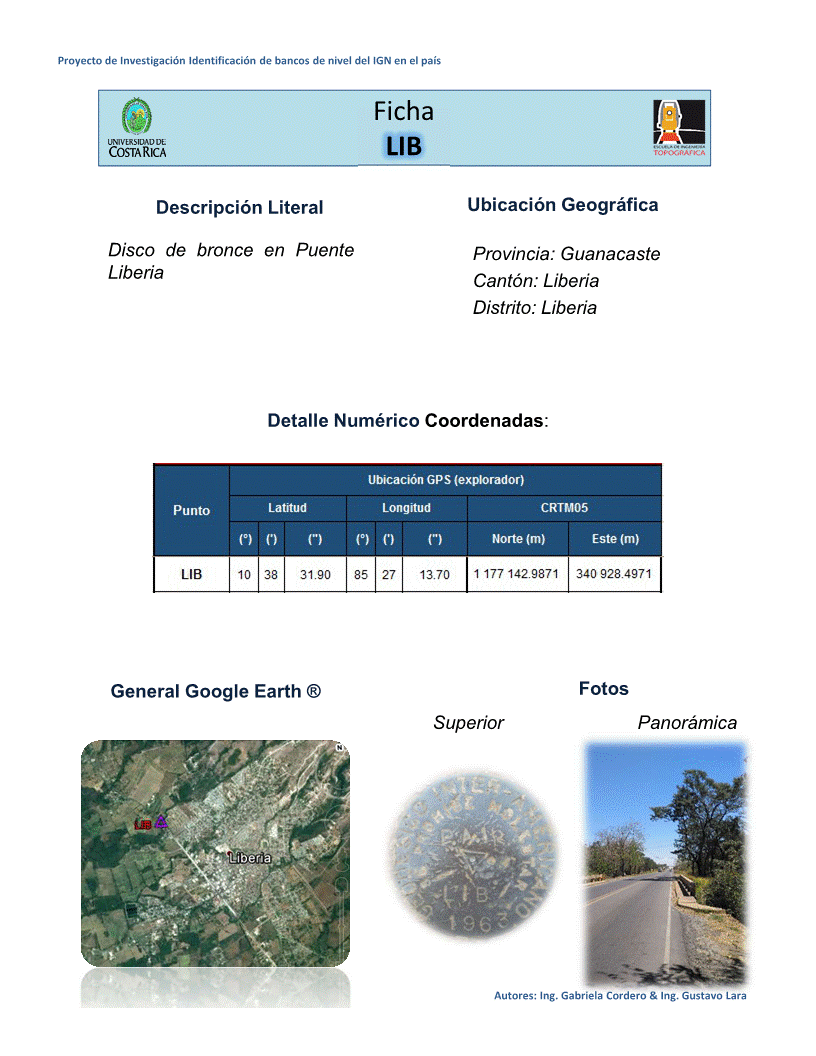 Proyecto de Investigación Identificación de bancos de nivel del IGN en el país
UNIVERSIDAD DE
COSTA RICA
Ficha
LIB
ESCUELA DE INGENIERIA
TOPOGRÁFICA
Descripción Literal
Disco de bronce en Puente
Liberia
Ubicación Geográfica
Provincia: Guanacaste
Cantón: Liberia
Distrito: Liberia
Detalle Numérico Coordenadas:
Punto
Ubicación GPS (explorador)
Latitud Longitud CRTM05
(°) (') (") (°) (') (") Norte (m) Este (m)
LIB 10 38 31.90 85 27 13.70 1 177 142.9871 340 928.4971
General Google Earth ®
N
LIB
Liberia
Fotos
Superior Panorámica
LIB
1963
Autores: Ing. Gabriela Cordero & Ing. Gustavo Lara